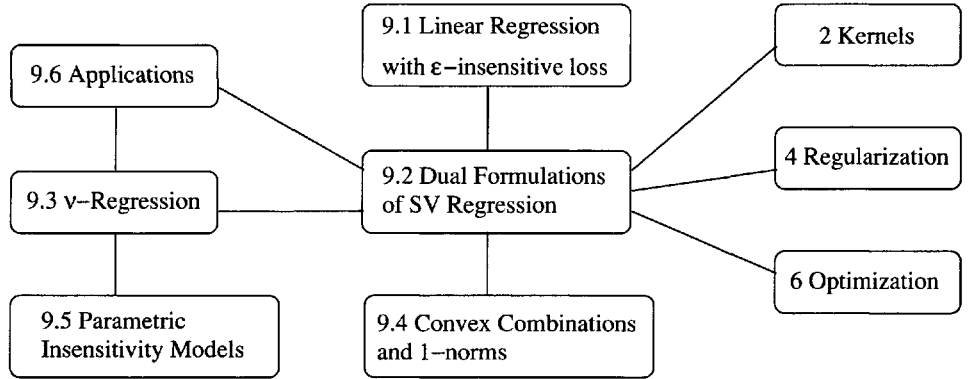 9.1 Linear Regression
with ε−insensitive loss
2 Kernels
9.6 Applications
9.2 Dual Formulations
of SV Regression
4 Regularization
9.3 ν−Regression
6 Optimization
9.5 Parametric
Insensitivity Models
9.4 Convex Combinations
and 1−norms